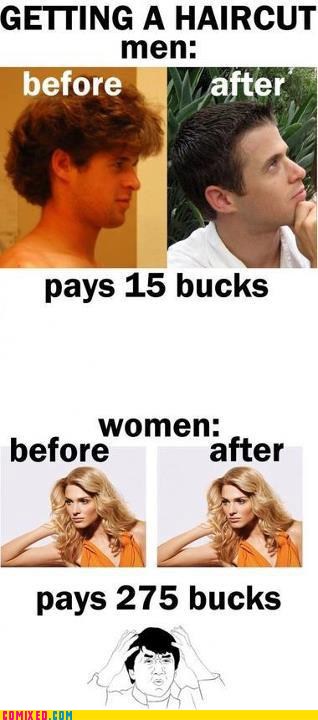 GETTING A HAIRCUT
men:
before after
pays 15 bucks
women:
before after
pays 275 bucks
COMIXED.COM